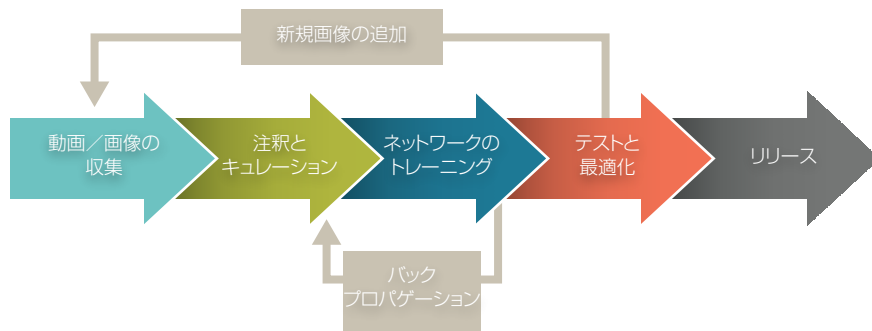 新規画像の追加
動画／画像の
収集
注釈と
キュレーション
ネットワークの
トレーニング
テストと
最適化
リリース
バック
プロパゲーション